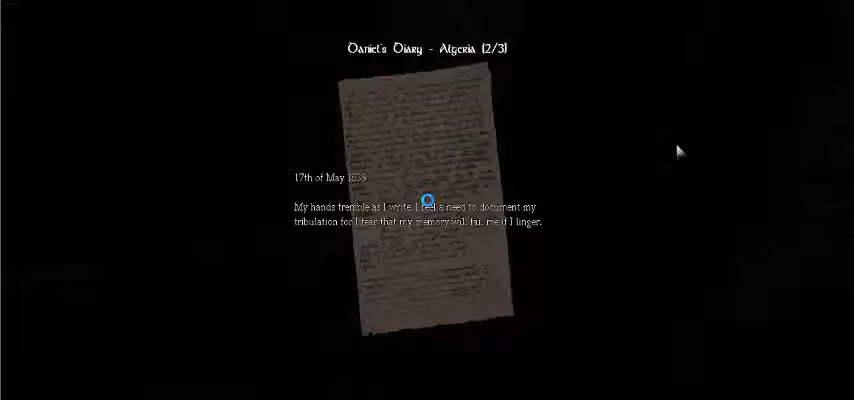 Daniel's Diary - Algeria (2/3)
17th of May 1839
My hands tremble as I write. I feel a need to document my
tribulation for I fear that my memory will fail me if I linger.